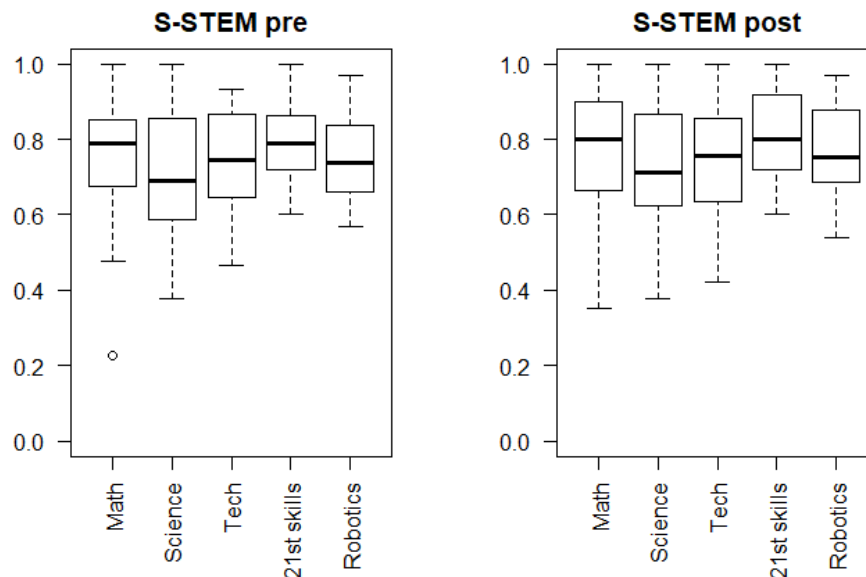 S-STEM pre
1.0
0.8
0.6
0.4
0.2
0.0
Math
Science
Tech
21st skills
Robotics
S-STEM post
1.0
0.8
0.6
0.4
0.2
0.0
Math
Science
Tech
21st skills
Robotics